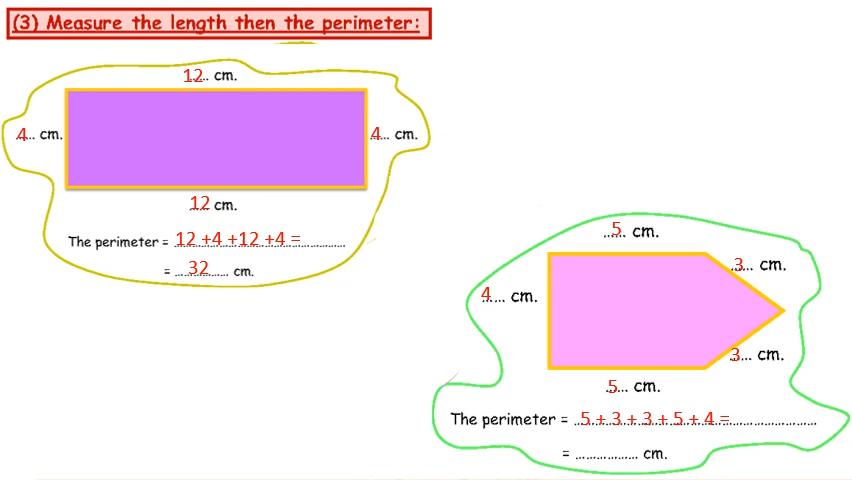 (3) Measure the length then the perimeter:
12 cm.
4... cm.
4... cm.
12 cm.
The perimeter = 12 +4 +12 +4 =
= ...32...... cm.
..5.. cm.
.3... cm.
4.... cm.
.3... cm.
.5... cm.
The perimeter = ..5 + 3 + 3 + 5 + 4 =........................
= .................. cm.